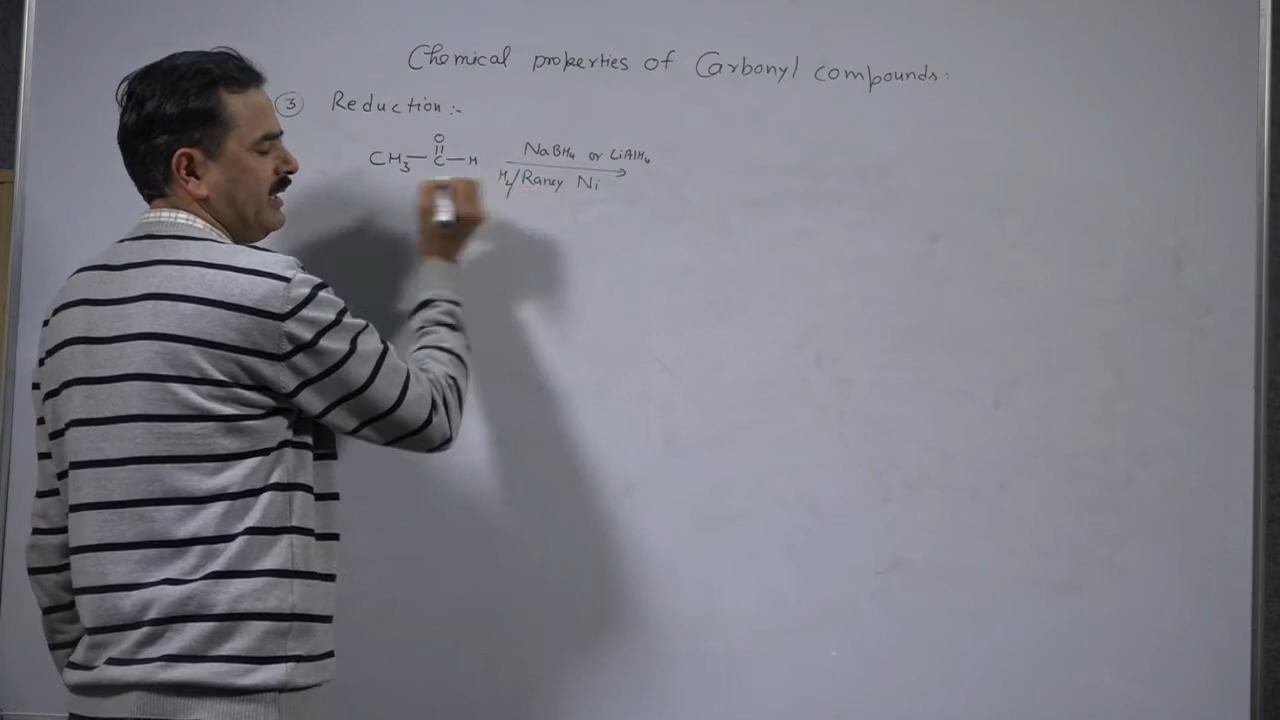 Chemical properties of Carbonyl compounds:
③ Reduction:-
O
CH₃—C—H NaBH₄ or LiAlH₄
H₂/Raney Ni